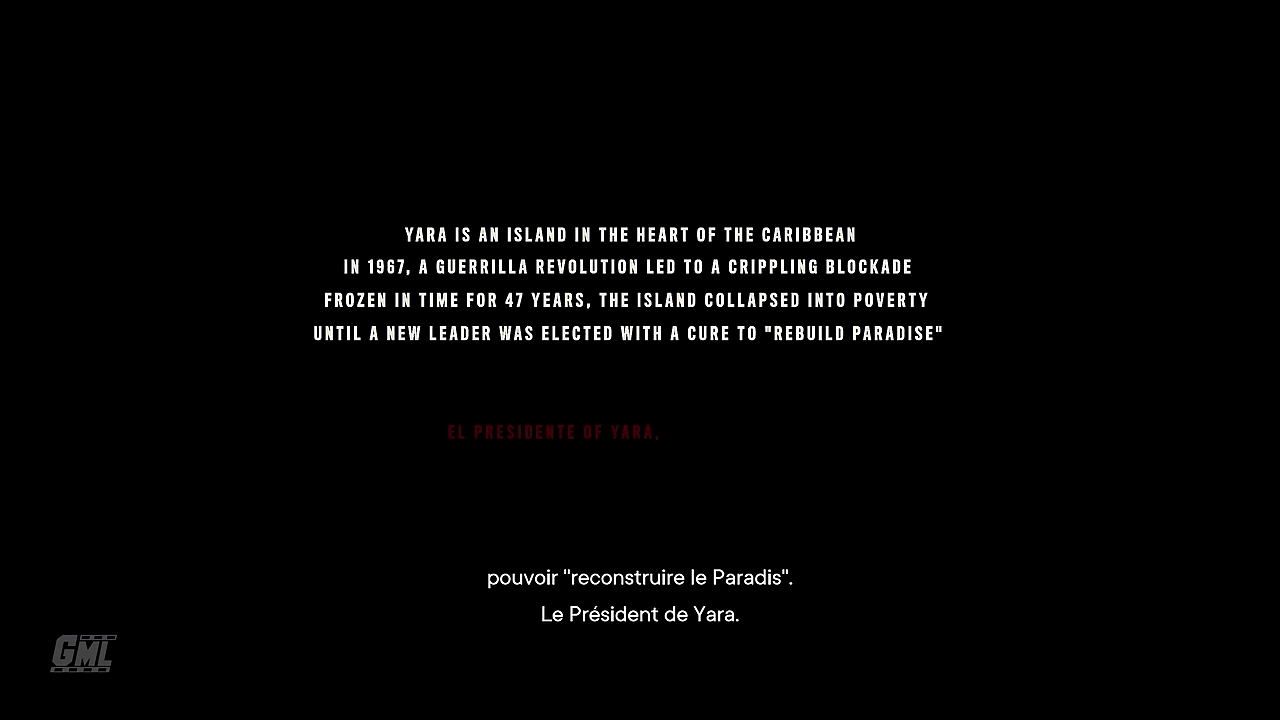 YARA IS AN ISLAND IN THE HEART OF THE CARIBBEAN
IN 1967, A GUERRILLA REVOLUTION LED TO A CRIPPLING BLOCKADE
FROZEN IN TIME FOR 47 YEARS, THE ISLAND COLLAPSED INTO POVERTY
UNTIL A NEW LEADER WAS ELECTED WITH A CURE TO "REBUILD PARADISE"
EL PRESIDENTE OF YARA,
pouvoir "reconstruire le Paradis".
Le Président de Yara.
GML